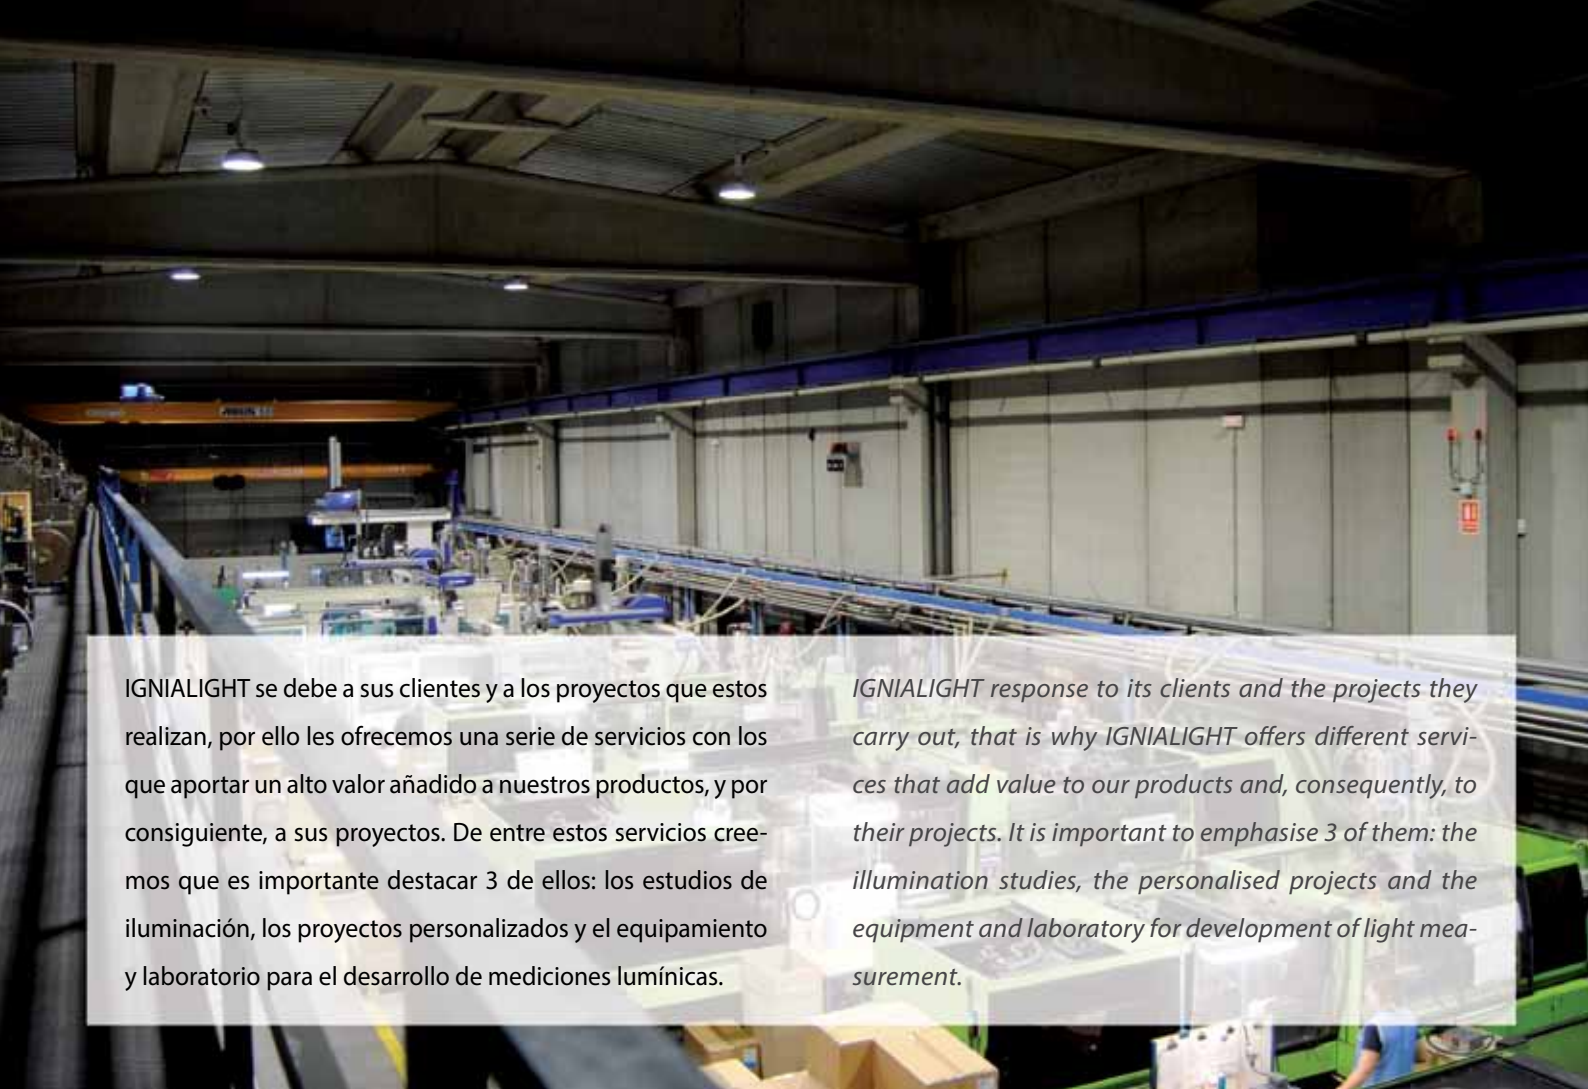 IGNIALIGHT se debe a sus clientes y a los proyectos que estos
realizan, por ello les ofrecemos una serie de servicios con los
que aportar un alto valor añadido a nuestros productos, y por
consiguiente, a sus proyectos. De entre estos servicios cree-
mos que es importante destacar 3 de ellos: los estudios de
iluminación, los proyectos personalizados y el equipamiento
y laboratorio para el desarrollo de mediciones lumínicas.
IGNIALIGHT response to its clients and the projects they
carry out, that is why IGNIALIGHT offers different servi-
ces that add value to our products and, consequently, to
their projects. It is important to emphasise 3 of them: the
illumination studies, the personalised projects and the
equipment and laboratory for development of light mea-
surement.